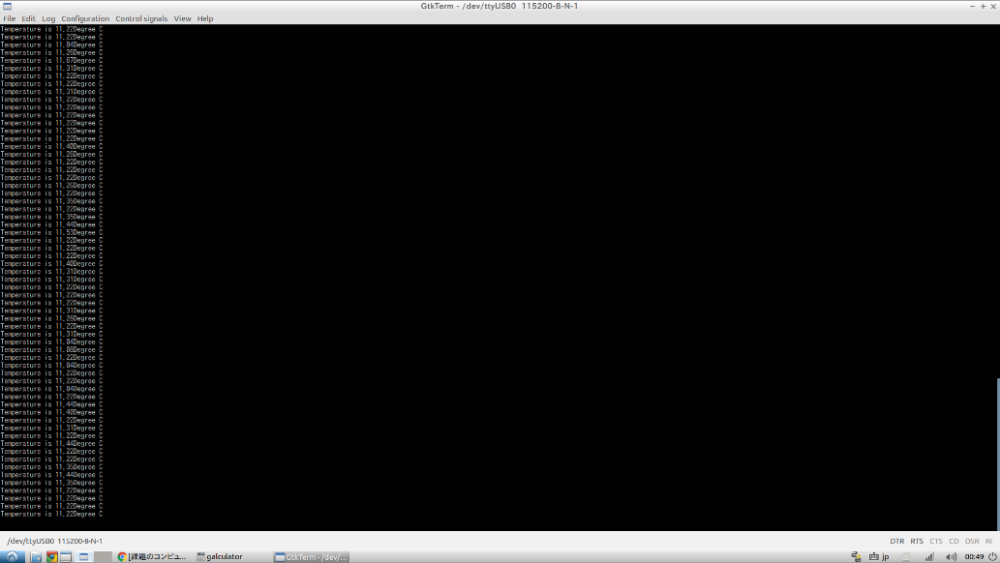 GtkTerm - /dev/ttyUSB0 115200-8-N-1
File Edit Log Configuration Control signals View Help
Temperature is 11.22Degree C
Temperature is 11.22Degree C
Temperature is 11.04Degree C
Temperature is 11.26Degree C
Temperature is 11.67Degree C
Temperature is 11.31Degree C
Temperature is 11.22Degree C
Temperature is 11.22Degree C
Temperature is 11.31Degree C
Temperature is 11.22Degree C
Temperature is 11.22Degree C
Temperature is 11.22Degree C
Temperature is 11.22Degree C
Temperature is 11.22Degree C
Temperature is 11.22Degree C
Temperature is 11.40Degree C
Temperature is 11.26Degree C
Temperature is 11.22Degree C
Temperature is 11.22Degree C
Temperature is 11.22Degree C
Temperature is 11.26Degree C
Temperature is 11.22Degree C
Temperature is 11.35Degree C
Temperature is 11.22Degree C
Temperature is 11.35Degree C
Temperature is 11.44Degree C
Temperature is 11.53Degree C
Temperature is 11.22Degree C
Temperature is 11.22Degree C
Temperature is 11.22Degree C
Temperature is 11.40Degree C
Temperature is 11.31Degree C
Temperature is 11.31Degree C
Temperature is 11.22Degree C
Temperature is 11.22Degree C
Temperature is 11.22Degree C
Temperature is 11.31Degree C
Temperature is 11.26Degree C
Temperature is 11.22Degree C
Temperature is 11.31Degree C
Temperature is 11.04Degree C
Temperature is 11.08Degree C
Temperature is 11.22Degree C
Temperature is 11.04Degree C
Temperature is 11.22Degree C
Temperature is 11.22Degree C
Temperature is 11.04Degree C
Temperature is 11.22Degree C
Temperature is 11.44Degree C
Temperature is 11.40Degree C
Temperature is 11.22Degree C
Temperature is 11.31Degree C
Temperature is 11.22Degree C
Temperature is 11.44Degree C
Temperature is 11.22Degree C
Temperature is 11.22Degree C
Temperature is 11.35Degree C
Temperature is 11.44Degree C
Temperature is 11.35Degree C
Temperature is 11.22Degree C
Temperature is 11.22Degree C
Temperature is 11.22Degree C
Temperature is 11.22Degree C
/dev/ttyUSB0 115200-8-N-1 DTR RTS CTS CD DSR RI
[課題のコンピュ... galculator GtkTerm - /dev/... jp 00:49